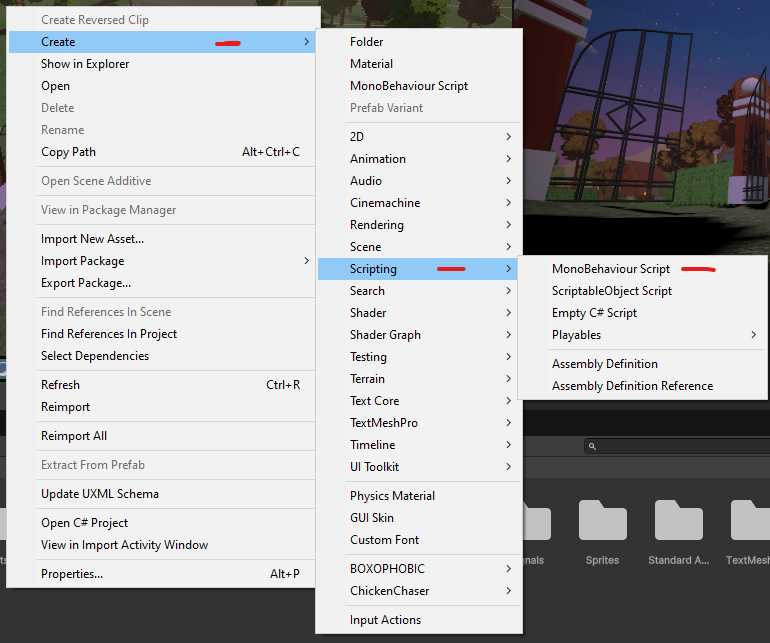 Create Reversed Clip
Create
Show in Explorer
Open
Delete
Rename
Copy Path Alt+Ctrl+C
Open Scene Additive
View in Package Manager
Import New Asset...
Import Package
Export Package...
Find References In Scene
Find References In Project
Select Dependencies
Refresh Ctrl+R
Reimport
Reimport All
Extract From Prefab
Update UXML Schema
Open C# Project
View in Import Activity Window
Properties... Alt+P
Folder
Material
MonoBehaviour Script
Prefab Variant
2D
Animation
Audio
Cinemachine
Rendering
Scene
Scripting
Search
Shader
Shader Graph
Testing
Terrain
Text Core
TextMeshPro
Timeline
UI Toolkit
Physics Material
GUI Skin
Custom Font
BOXOPHOBIC
ChickenChaser
Input Actions
MonoBehaviour Script
ScriptableObject Script
Empty C# Script
Playables
Assembly Definition
Assembly Definition Reference
Sprites
Standard A...
TextMesh